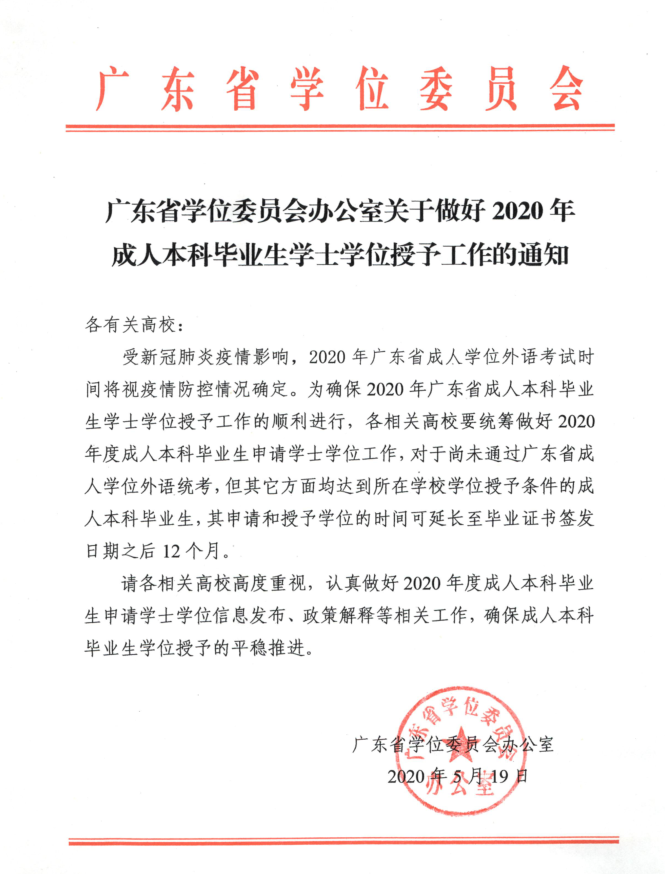 广东省学位委员会
广东省学位委员会办公室关于做好 2020 年
成人本科毕业生学士学位授予工作的通知
各有关高校：
受新冠肺炎疫情影响，2020 年广东省成人学位外语考试时
间将视疫情防控情况确定。为确保 2020 年广东省成人本科毕业
生学士学位授予工作的顺利进行，各相关高校要统筹做好 2020
年度成人本科毕业生申请学士学位工作，对于尚未通过广东省成
人学位外语统考，但其它方面均达到所在学校学位授予条件的成
人本科毕业生，其申请和授予学位的时间可延长至毕业证书签发
日期之后 12 个月。
请各相关高校高度重视，认真做好 2020 年度成人本科毕业
生申请学士学位信息发布、政策解释等相关工作，确保成人本科
毕业生学位授予的平稳推进。
广东省学位委员会
广东省学位委员会办公室
2020 年 5 月 19 日
办公室